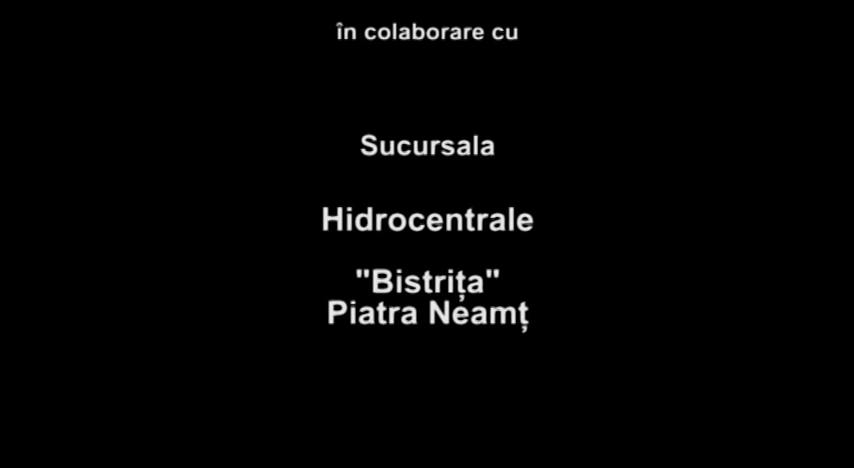 în colaborare cu
Sucursala
Hidrocentrale
"Bistrița"
Piatra Neamț